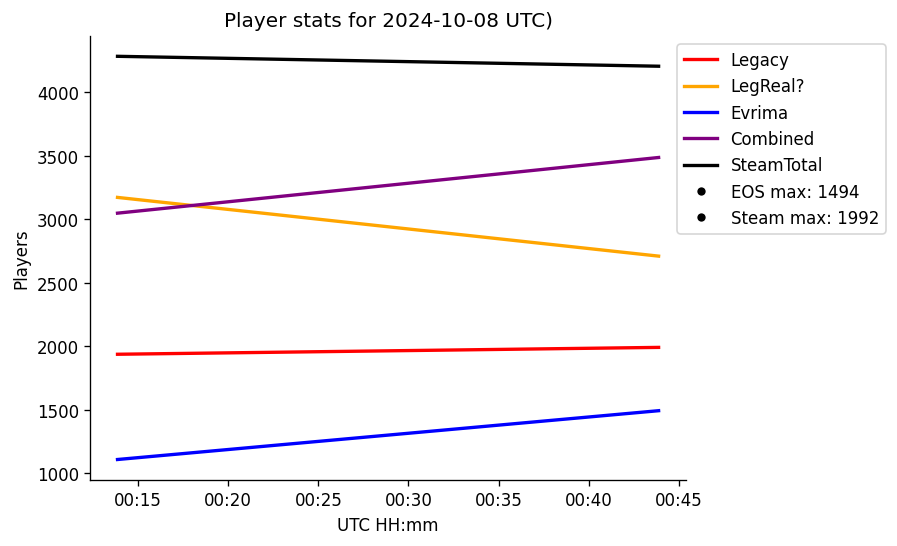 Player stats for 2024-10-08 UTC)
Legacy
LegReal?
Evrima
Combined
SteamTotal
EOS max: 1494
Steam max: 1992
Players
4000
3500
3000
2500
2000
1500
1000
00:15 00:20 00:25 00:30 00:35 00:40 00:45
UTC HH:mm